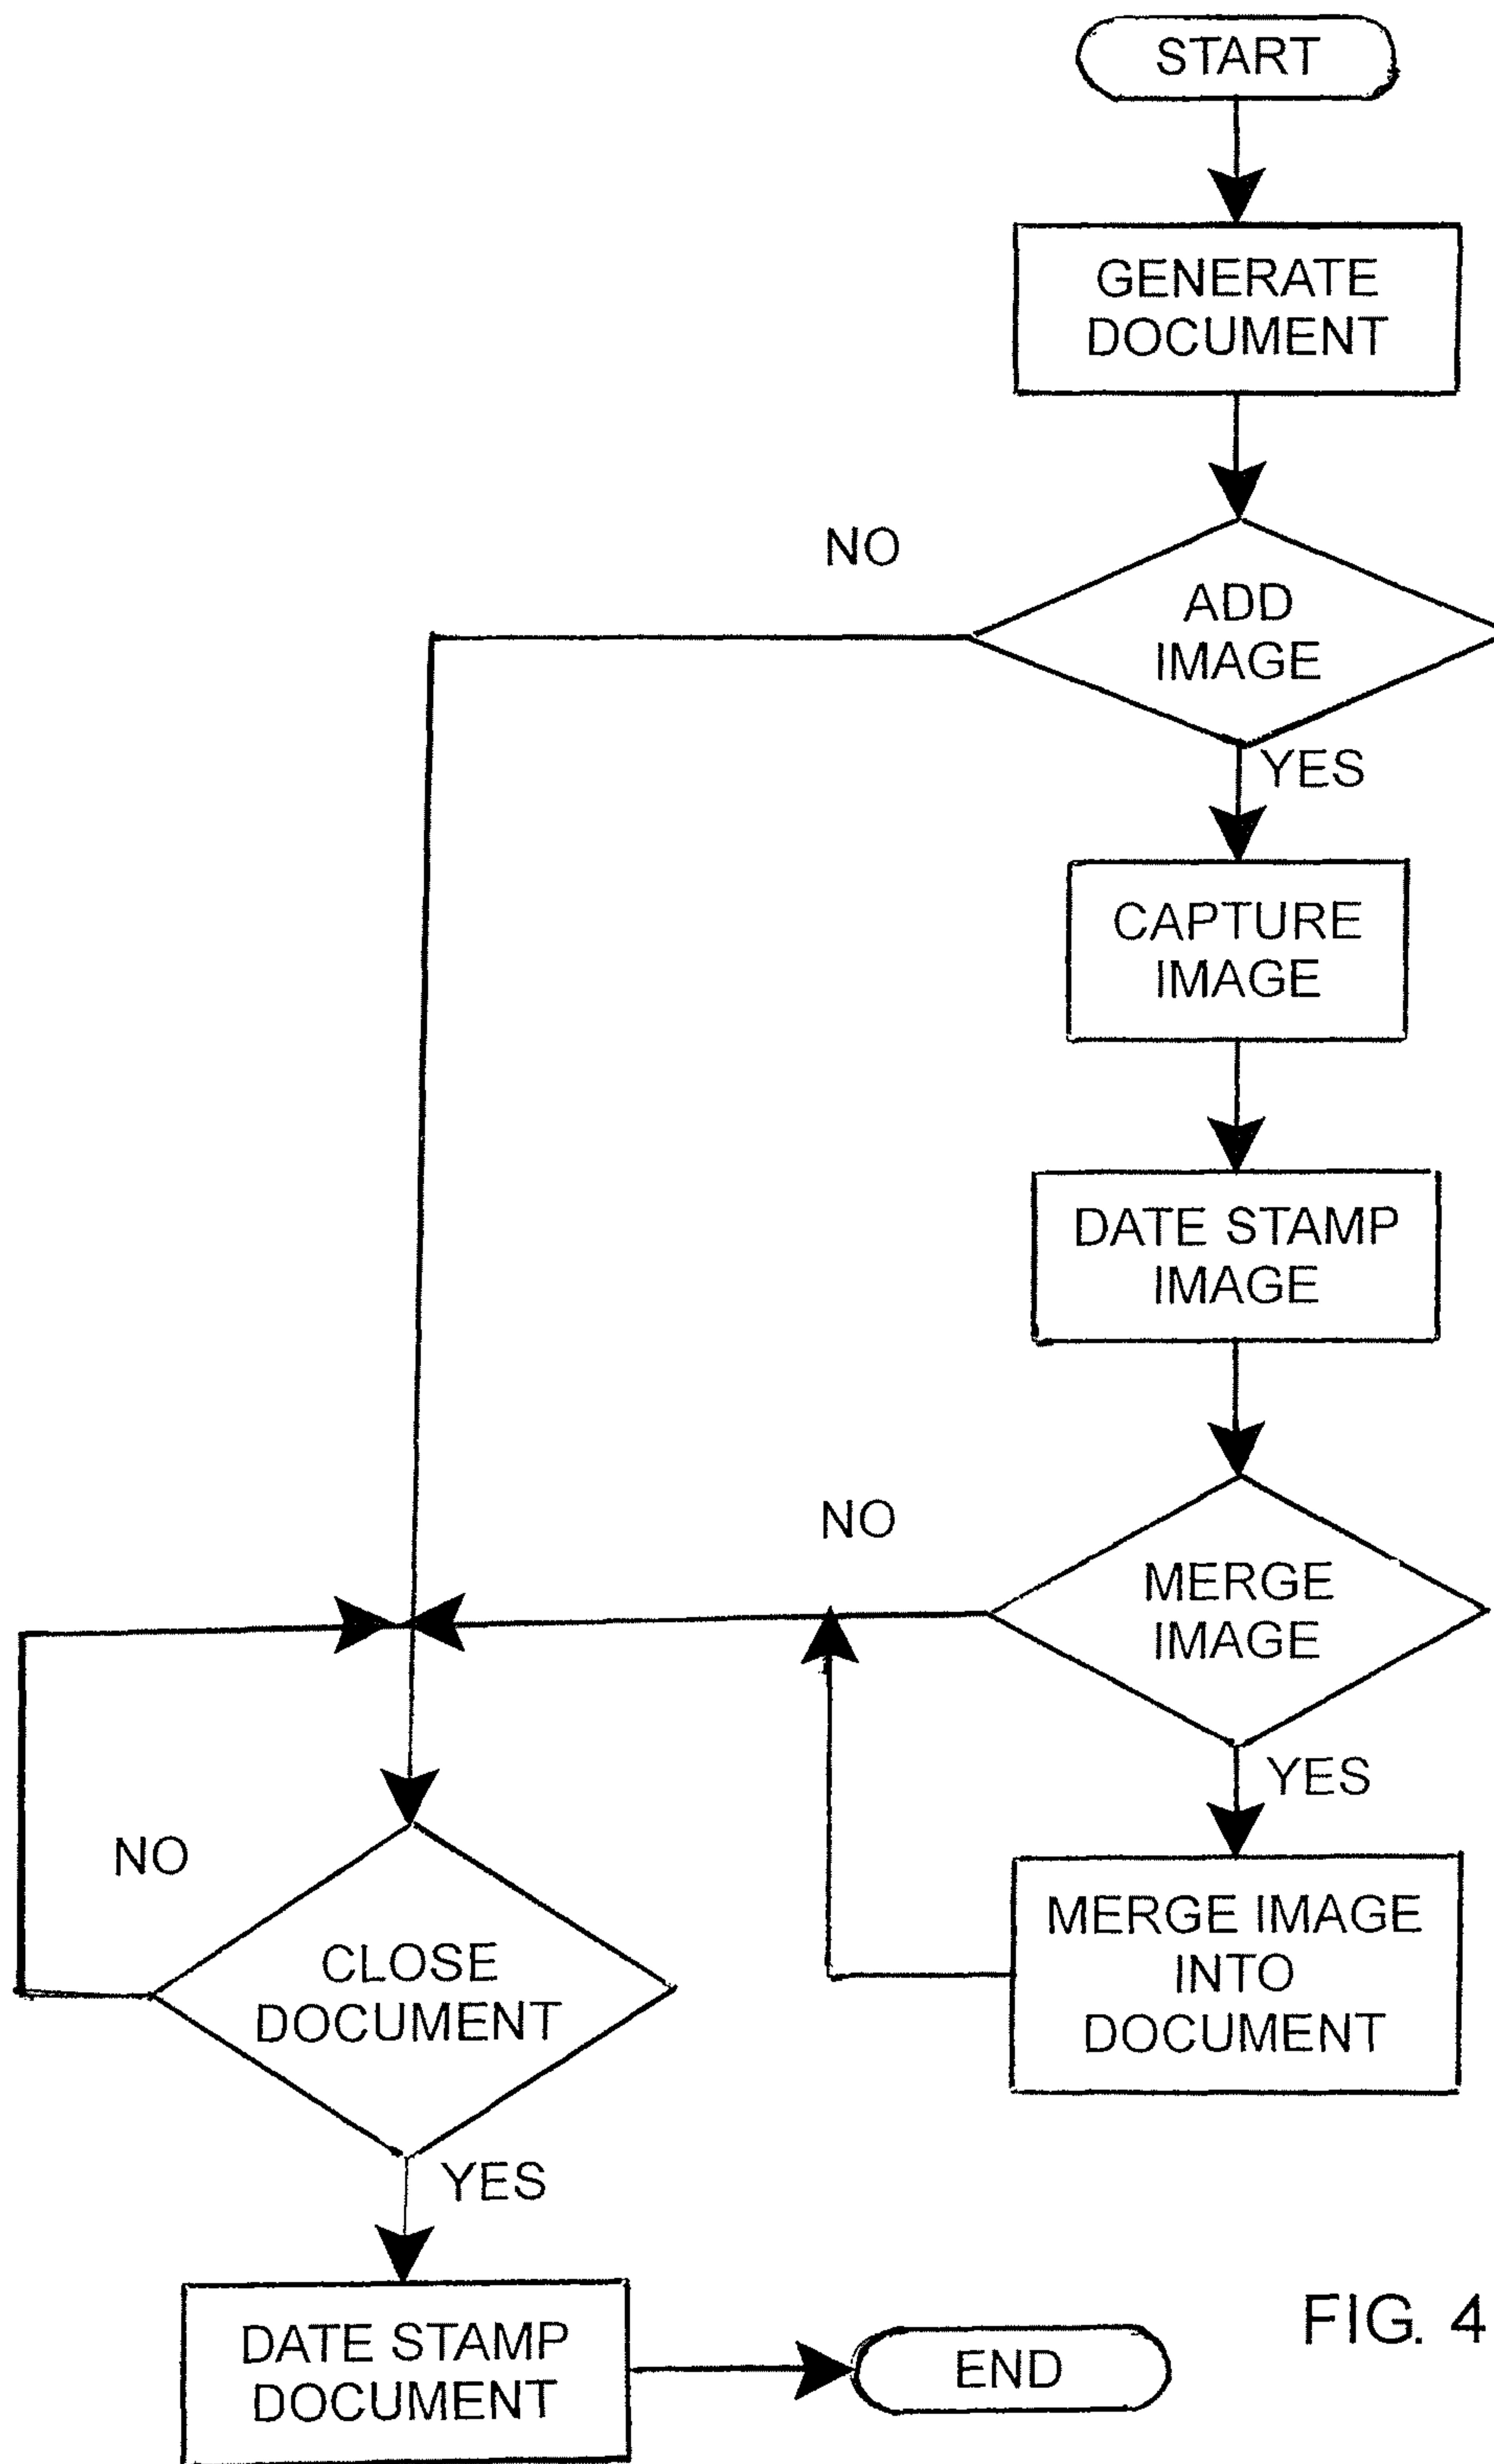 START
GENERATE
DOCUMENT
NO
ADD
IMAGE
YES
CAPTURE
IMAGE
DATE STAMP
IMAGE
NO
MERGE
IMAGE
YES
MERGE IMAGE
INTO
DOCUMENT
NO
CLOSE
DOCUMENT
YES
DATE STAMP
DOCUMENT
END
FIG. 4